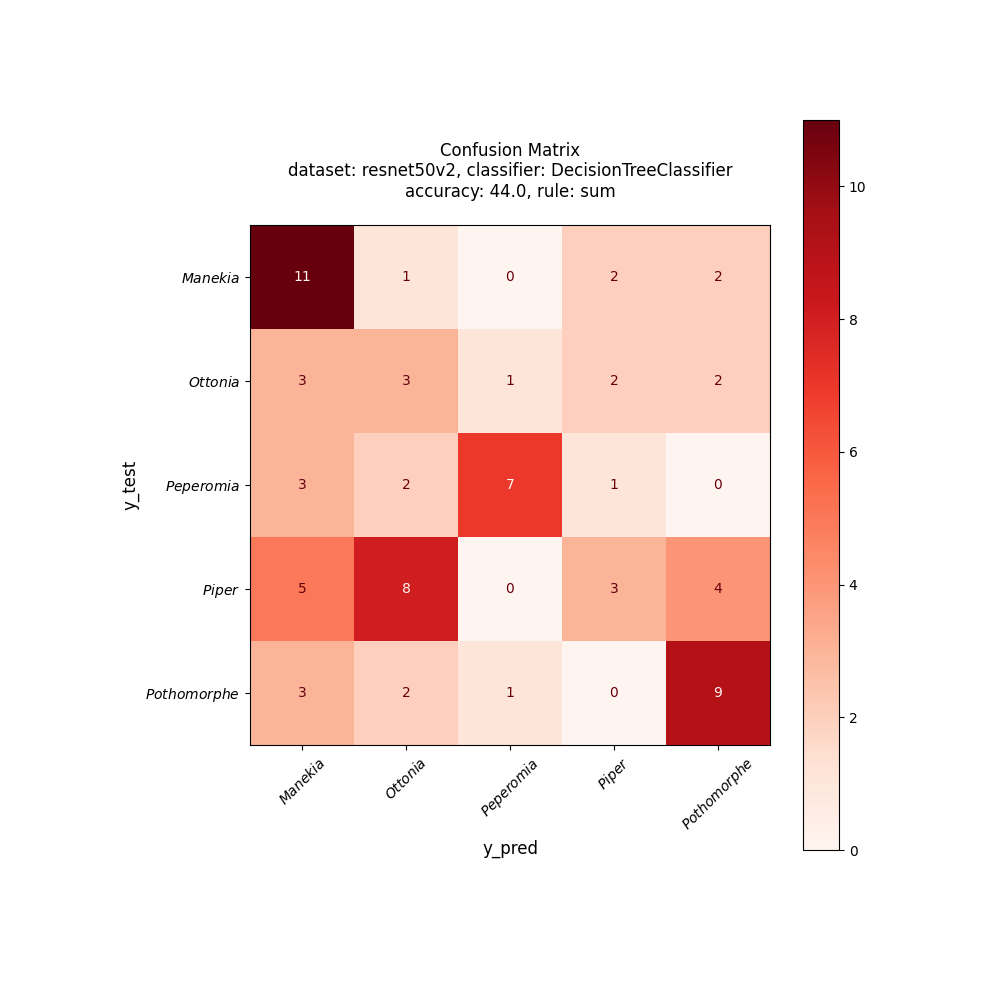 Confusion Matrix
dataset: resnet50v2, classifier: DecisionTreeClassifier
accuracy: 44.0, rule: sum
y_test
Manekia 11 1 0 2 2
Ottonia 3 3 1 2 2
Peperomia 3 2 7 1 0
Piper 5 8 0 3 4
Pothomorphe 3 2 1 0 9
Manekia Ottonia Peperomia Piper Pothomorphe
y_pred
10
8
6
4
2
0